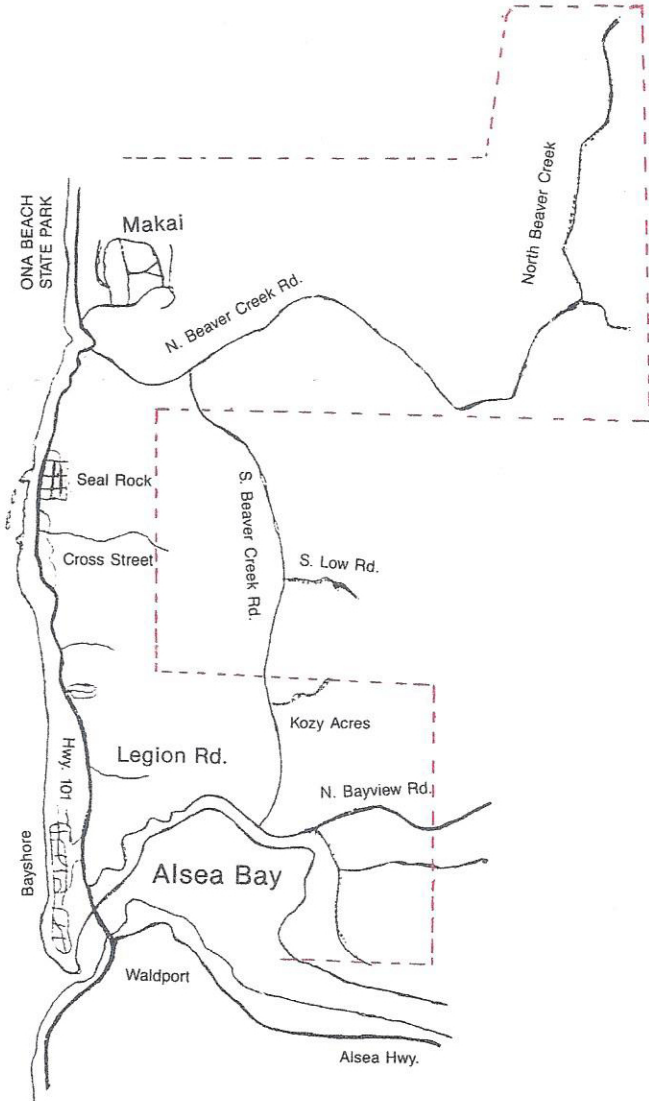 ONA BEACH
STATE PARK
Makai
North Beaver Creek
N. Beaver Creek Rd.
Seal Rock
S. Beaver Creek Rd.
Cross Street
S. Low Rd.
Kozy Acres
Legion Rd.
Hwy. 101
N. Bayview Rd.
Bayshore
Alsea Bay
Waldport
Alsea Hwy.